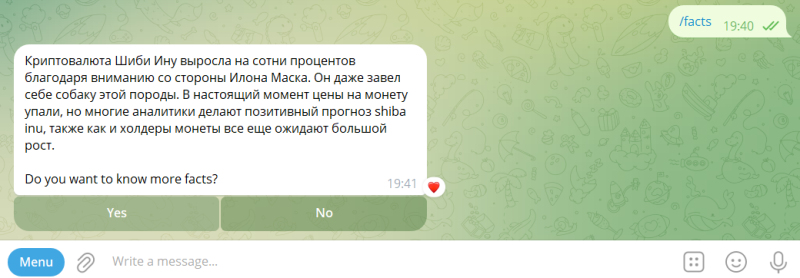 /facts 19:40
Криптовалюта Шиби Ину выросла на сотни процентов
благодаря вниманию со стороны Илона Маска. Он даже завел
себе собаку этой породы. В настоящий момент цены на монету
упали, но многие аналитики делают позитивный прогноз shiba
inu, также как и холдеры монеты все еще ожидают большой
рост.
Do you want to know more facts?
19:41
Yes No
Menu Write a message...